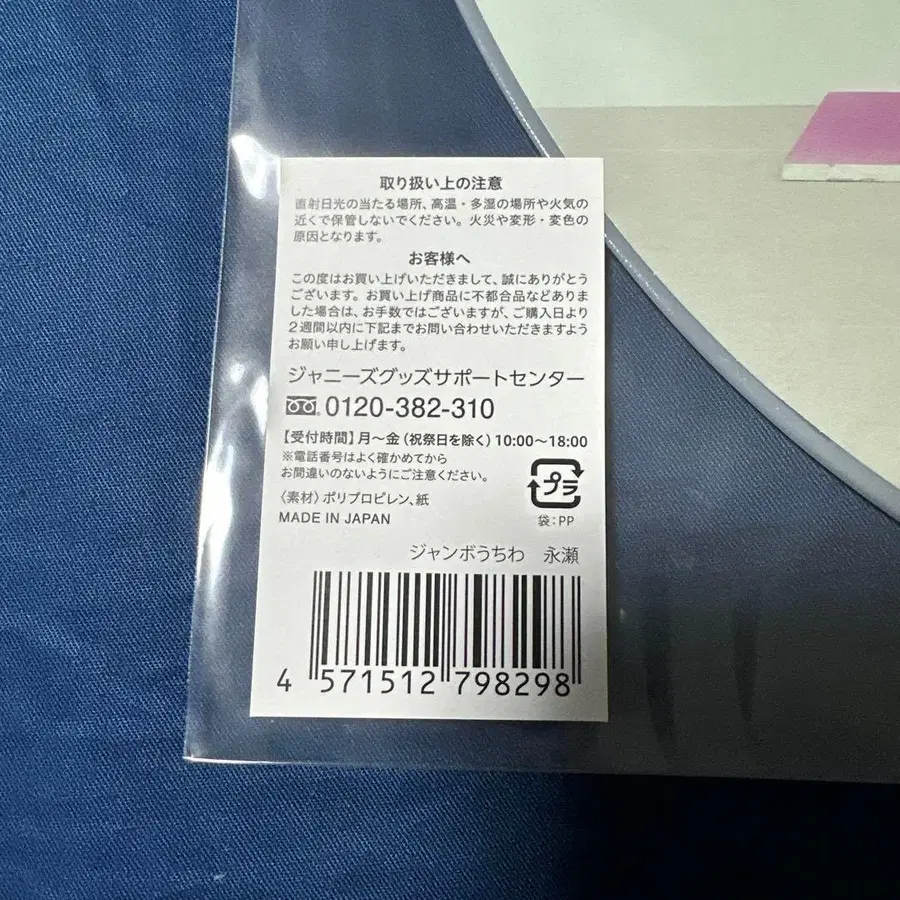 取り扱い上の注意
直射日光の当たる場所、高温・多湿の場所や火気の
近くで保管しないでください。火災や変形・変色の
原因となります。
お客様へ
この度はお買い上げいただきまして、誠にありがとう
ございます。お買い上げ商品に不都合品などありま
した場合は、お手数ではございますが、ご購入日より
2週間以内に下記までお問い合わせいただきますよう
お願い申し上げます。
ジャニーズグッズサポートセンター
0120-382-310
【受付時間】月〜金(祝祭日を除く)10:00〜18:00
※電話番号はよく確かめてから
お間違いのないようにご注意ください。
〈素材〉ポリプロピレン、紙
MADE IN JAPAN
プラ
袋:PP
ジャンボうちわ 永瀬
4 571512 798298